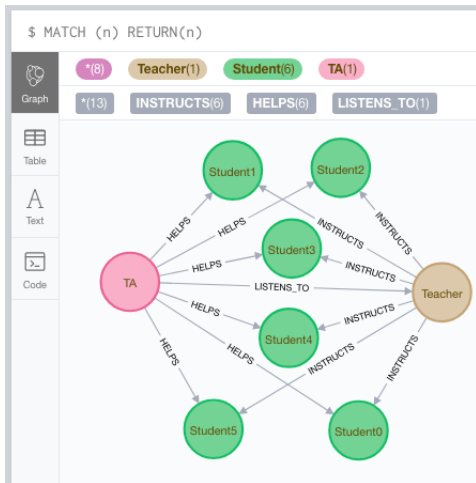 $ MATCH (n) RETURN(n)
*(8) Teacher(1) Student(6) TA(1)
*(13) INSTRUCTS(6) HELPS(6) LISTENS_TO(1)
Graph
Table
A
Text
Code
Student1
Student2
HELPS
HELPS
INSTRUCTS
INSTRUCTS
Student3
HELPS
INSTRUCTS
TA
LISTENS_TO
Teacher
HELPS
INSTRUCTS
Student4
HELPS
HELPS
INSTRUCTS
INSTRUCTS
Student5
Student0